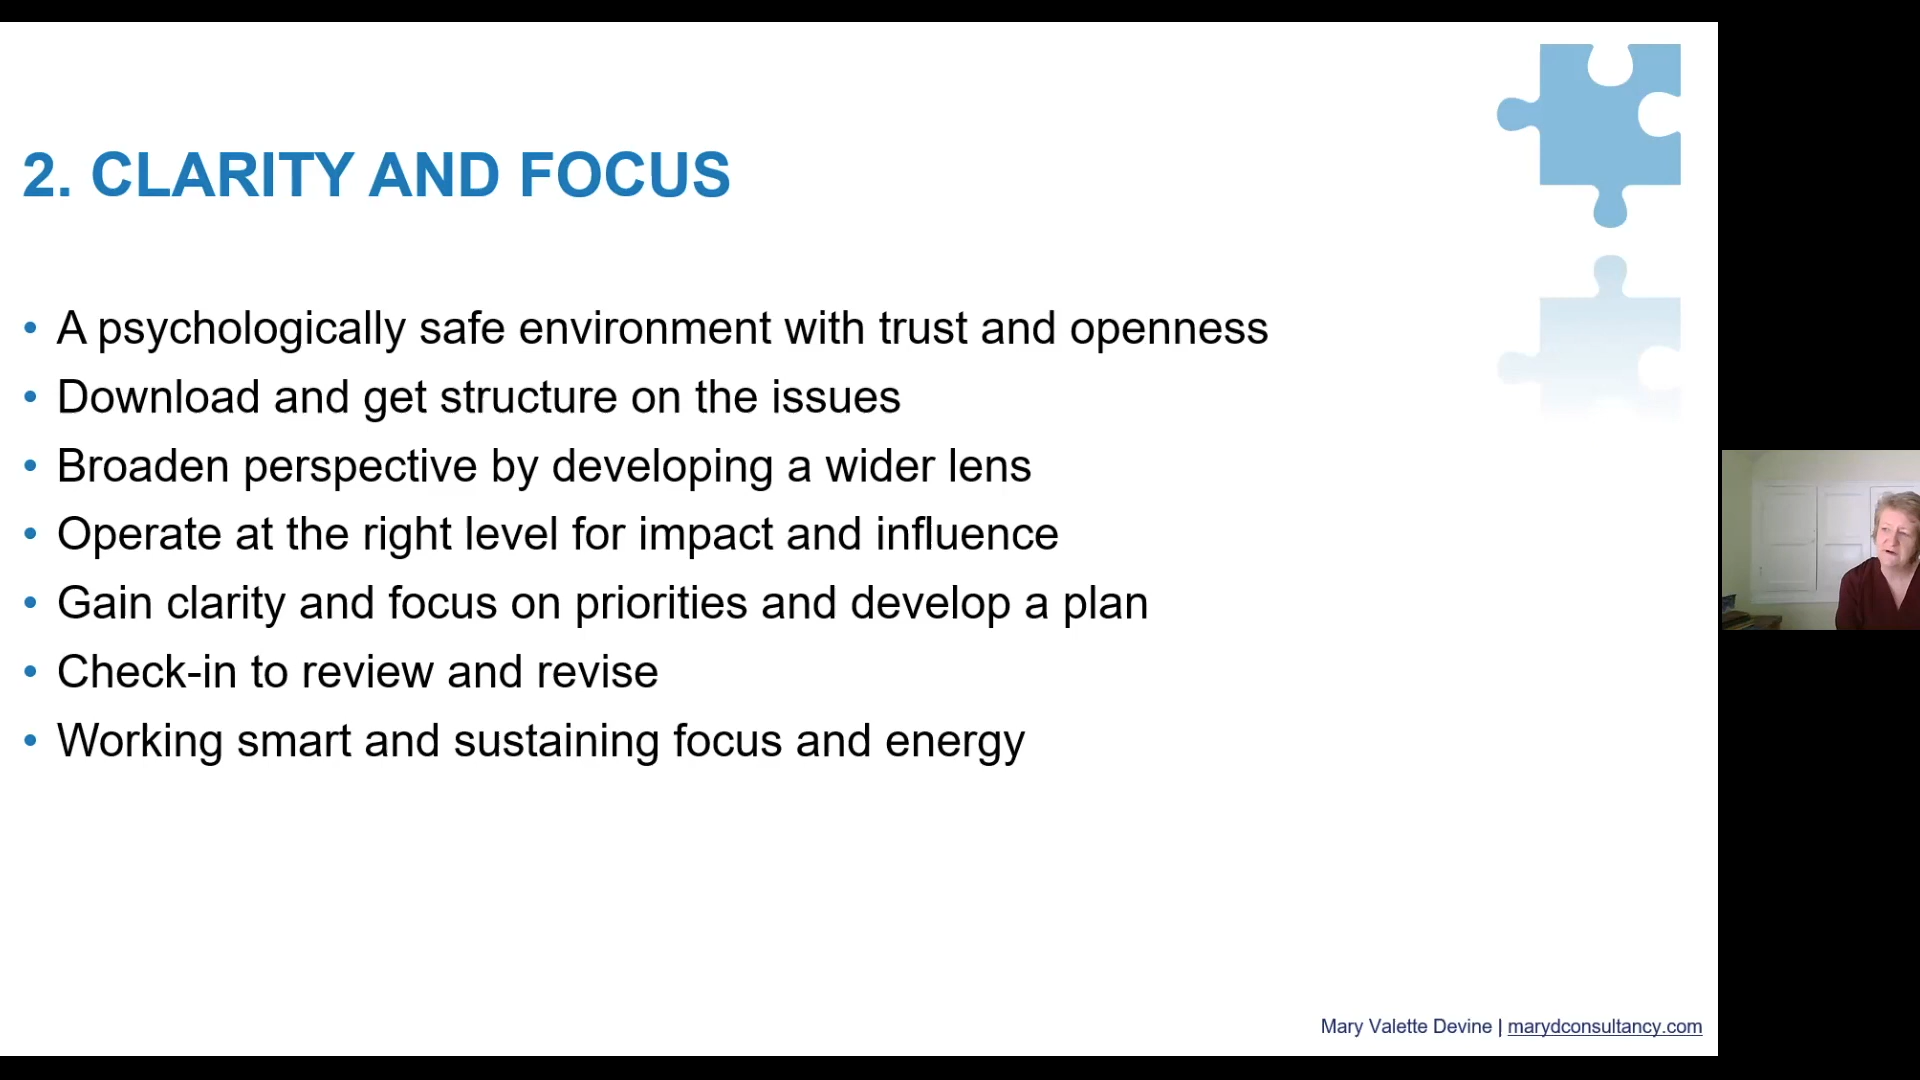 2. CLARITY AND FOCUS
• A psychologically safe environment with trust and openness
• Download and get structure on the issues
• Broaden perspective by developing a wider lens
• Operate at the right level for impact and influence
• Gain clarity and focus on priorities and develop a plan
• Check-in to review and revise
• Working smart and sustaining focus and energy
Mary Valette Devine | marydconsultancy.com